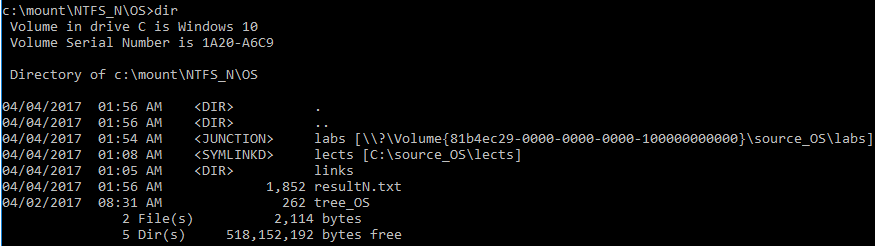 c:\mount\NTFS_N\OS>dir
Volume in drive C is Windows 10
Volume Serial Number is 1A20-A6C9
Directory of c:\mount\NTFS_N\OS
04/04/2017  01:56 AM    <DIR>          .
04/04/2017  01:56 AM    <DIR>          ..
04/04/2017  01:54 AM    <JUNCTION>     labs [\\?\Volume{81b4ec29-0000-0000-0000-100000000000}\source_OS\labs]
04/04/2017  01:08 AM    <SYMLINKD>     lects [C:\source_OS\lects]
04/04/2017  01:05 AM    <DIR>          links
04/04/2017  01:56 AM             1,852 resultN.txt
04/02/2017  08:31 AM               262 tree_OS
2 File(s)          2,114 bytes
5 Dir(s)     518,152,192 bytes free